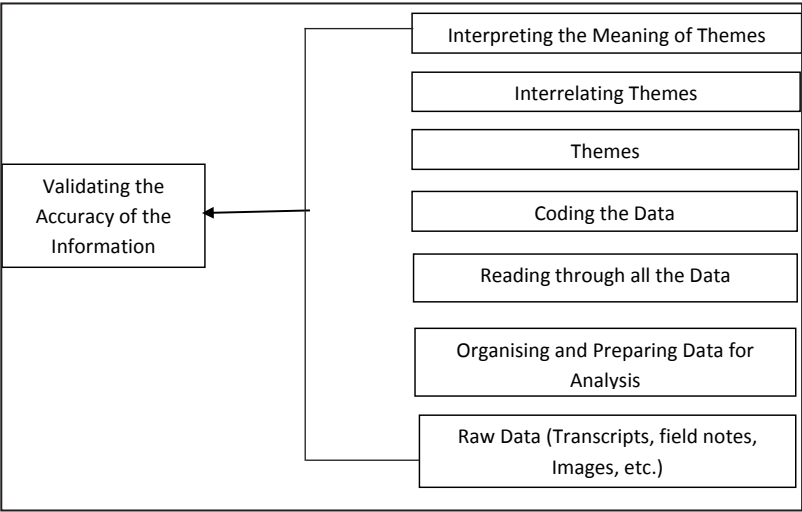 Interpreting the Meaning of Themes
Interrelating Themes
Themes
Validating the
Accuracy of the
Information
Coding the Data
Reading through all the Data
Organising and Preparing Data for
Analysis
Raw Data (Transcripts, field notes,
Images, etc.)